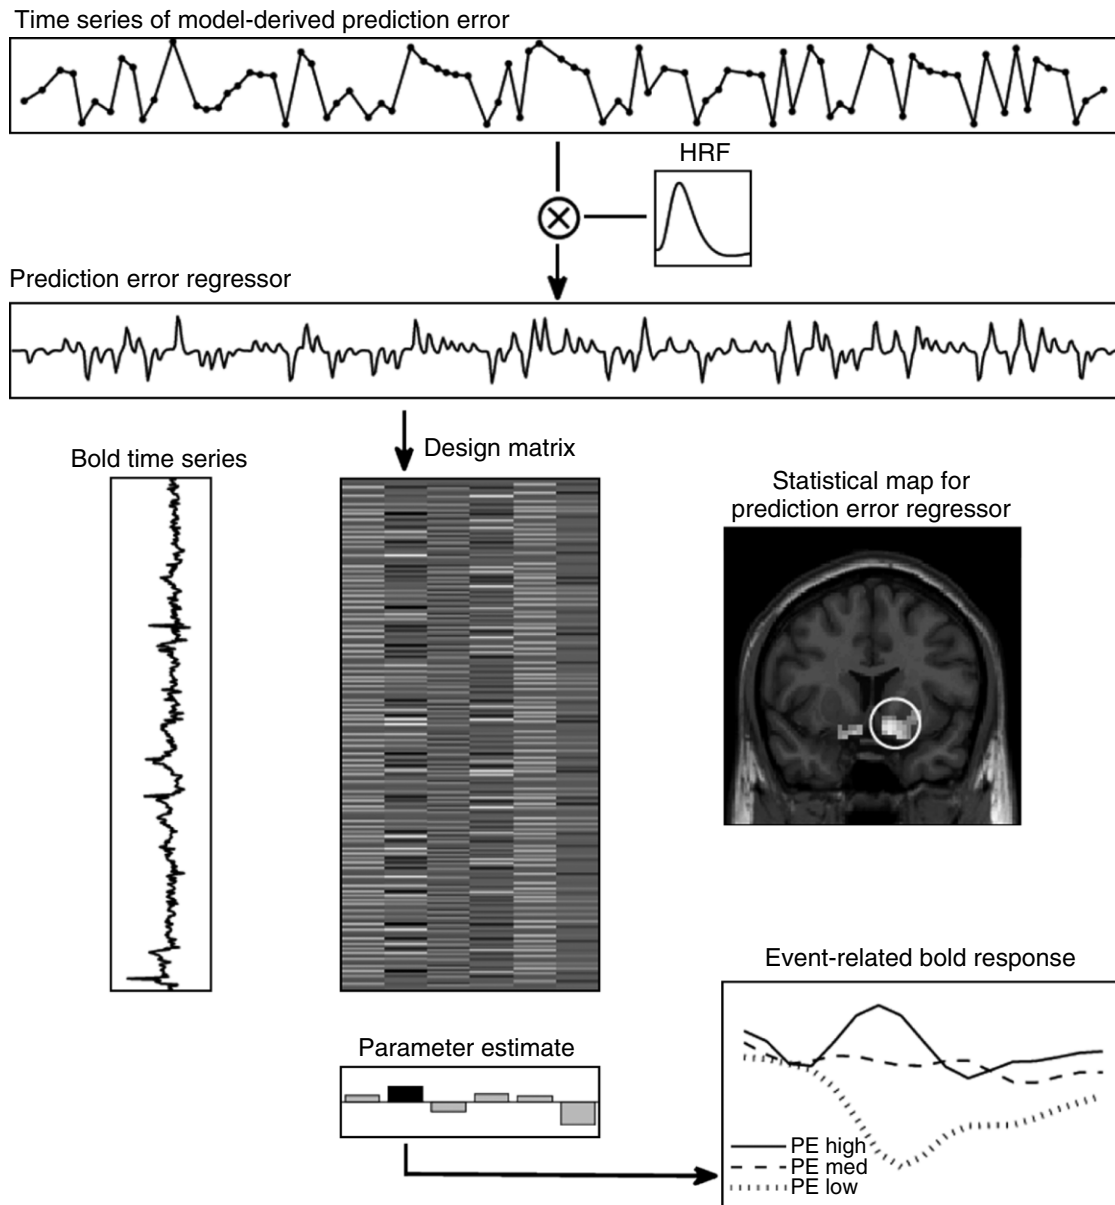 Time series of model-derived prediction error
HRF
Prediction error regressor
Bold time series
Design matrix
Statistical map for
prediction error regressor
Event-related bold response
Parameter estimate
PE high
PE med
PE low